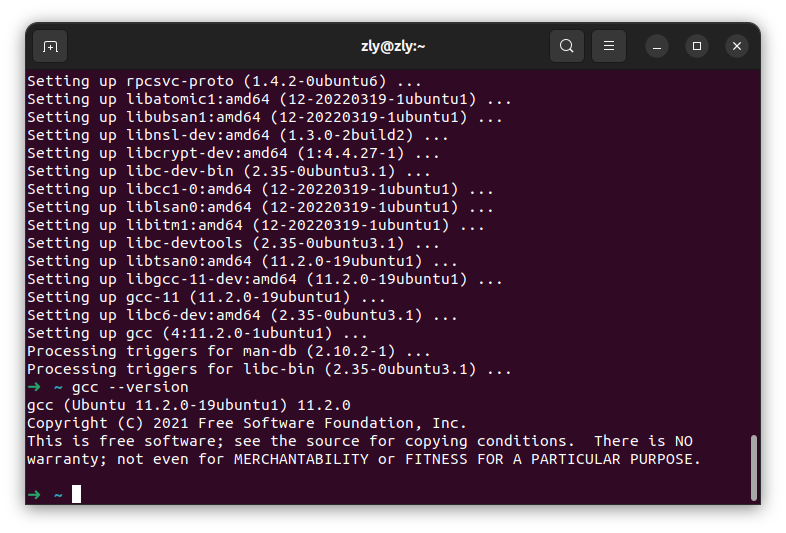 zly@zly:~
Setting up rpcsvc-proto (1.4.2-0ubuntu6) ...
Setting up libatomic1:amd64 (12-20220319-1ubuntu1) ...
Setting up libubsan1:amd64 (12-20220319-1ubuntu1) ...
Setting up libnsl-dev:amd64 (1.3.0-2build2) ...
Setting up libcrypt-dev:amd64 (1:4.4.27-1) ...
Setting up libc-dev-bin (2.35-0ubuntu3.1) ...
Setting up libcc1-0:amd64 (12-20220319-1ubuntu1) ...
Setting up liblsan0:amd64 (12-20220319-1ubuntu1) ...
Setting up libitm1:amd64 (12-20220319-1ubuntu1) ...
Setting up libc-devtools (2.35-0ubuntu3.1) ...
Setting up libtsan0:amd64 (11.2.0-19ubuntu1) ...
Setting up libgcc-11-dev:amd64 (11.2.0-19ubuntu1) ...
Setting up gcc-11 (11.2.0-19ubuntu1) ...
Setting up libc6-dev:amd64 (2.35-0ubuntu3.1) ...
Setting up gcc (4:11.2.0-1ubuntu1) ...
Processing triggers for man-db (2.10.2-1) ...
Processing triggers for libc-bin (2.35-0ubuntu3.1) ...
➜ ~ gcc --version
gcc (Ubuntu 11.2.0-19ubuntu1) 11.2.0
Copyright (C) 2021 Free Software Foundation, Inc.
This is free software; see the source for copying conditions.  There is NO
warranty; not even for MERCHANTABILITY or FITNESS FOR A PARTICULAR PURPOSE.
➜ ~